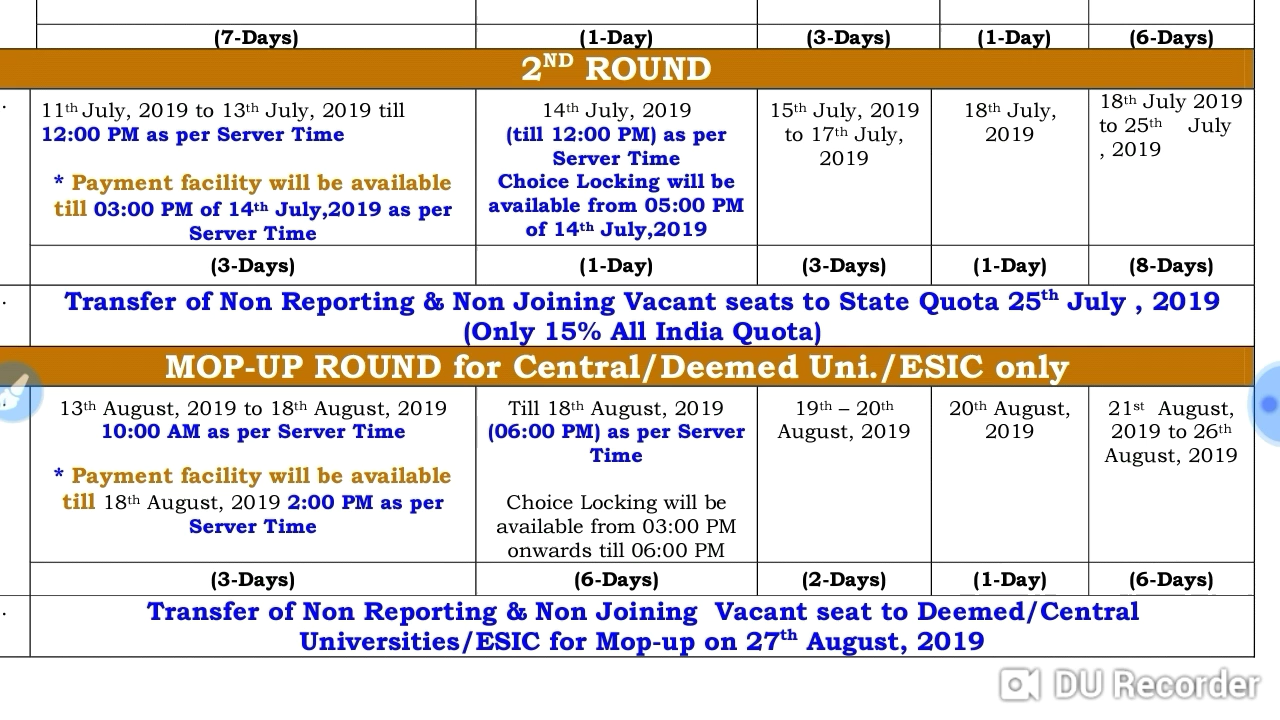 (7-Days) (1-Day) (3-Days) (1-Day) (6-Days)
2ND ROUND
11th July, 2019 to 13th July, 2019 till
12:00 PM as per Server Time
* Payment facility will be available
till 03:00 PM of 14th July,2019 as per
Server Time
14th July, 2019
(till 12:00 PM) as per
Server Time
Choice Locking will be
available from 05:00 PM
of 14th July,2019
15th July, 2019
to 17th July,
2019
18th July,
2019
18th July 2019
to 25th July
, 2019
(3-Days) (1-Day) (3-Days) (1-Day) (8-Days)
Transfer of Non Reporting & Non Joining Vacant seats to State Quota 25th July , 2019
(Only 15% All India Quota)
MOP-UP ROUND for Central/Deemed Uni./ESIC only
13th August, 2019 to 18th August, 2019
10:00 AM as per Server Time
* Payment facility will be available
till 18th August, 2019 2:00 PM as per
Server Time
Till 18th August, 2019
(06:00 PM) as per Server
Time
Choice Locking will be
available from 03:00 PM
onwards till 06:00 PM
19th – 20th
August, 2019
20th August,
2019
21st August,
2019 to 26th
August, 2019
(3-Days) (6-Days) (2-Days) (1-Day) (6-Days)
Transfer of Non Reporting & Non Joining Vacant seat to Deemed/Central
Universities/ESIC for Mop-up on 27th August, 2019
DU Recorder